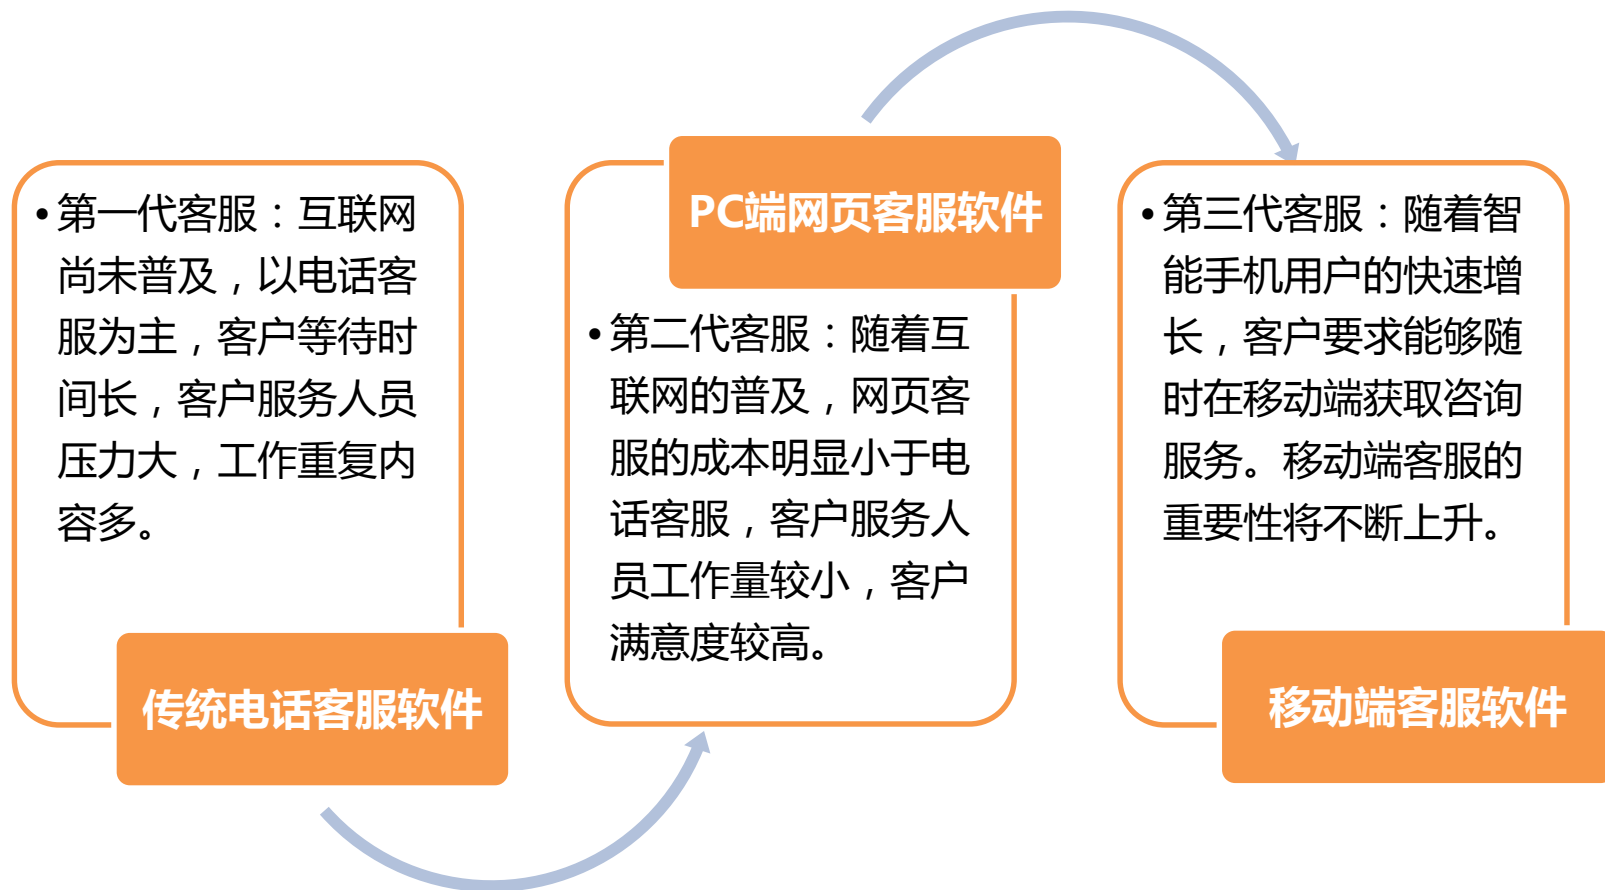 •第一代客服：互联网
尚未普及，以电话客
服为主，客户等待时
间长，客户服务人员
压力大，工作重复内
容多。
传统电话客服软件
PC端网页客服软件
•第二代客服：随着互
联网的普及，网页客
服的成本明显小于电
话客服，客户服务人
员工作量较小，客户
满意度较高。
•第三代客服：随着智
能手机用户的快速增
长，客户要求能够随
时在移动端获取咨询
服务。移动端客服的
重要性将不断上升。
移动端客服软件